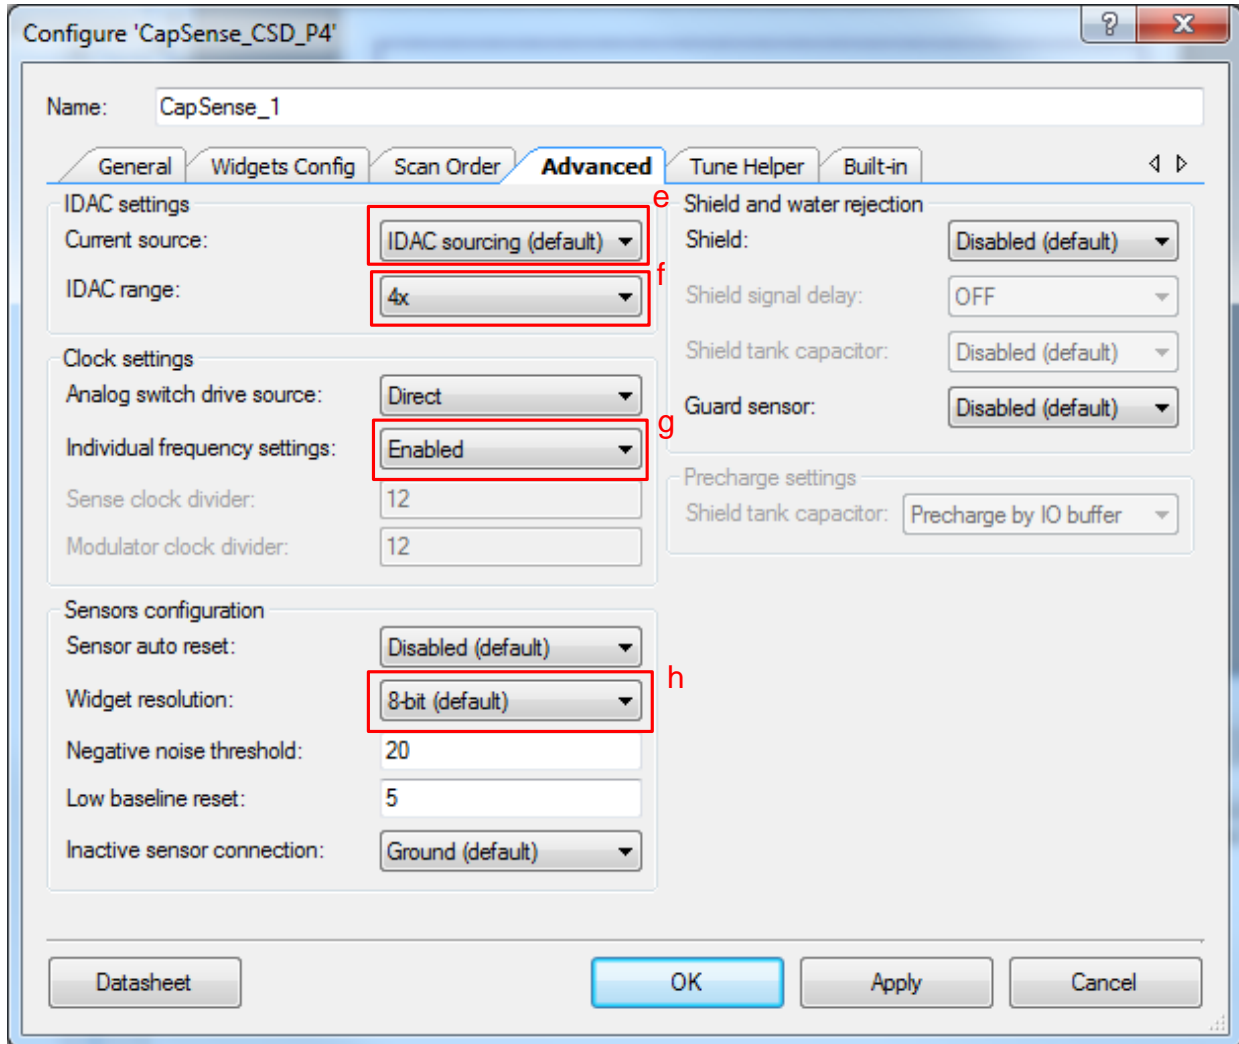 Configure 'CapSense_CSD_P4'
Name: CapSense_1
General Widgets Config Scan Order Advanced Tune Helper Built-in
IDAC settings
Current source: IDAC sourcing (default) e
IDAC range: 4x f
Clock settings
Analog switch drive source: Direct
Individual frequency settings: Enabled g
Sense clock divider: 12
Modulator clock divider: 12
Sensors configuration
Sensor auto reset: Disabled (default)
Widget resolution: 8-bit (default) h
Negative noise threshold: 20
Low baseline reset: 5
Inactive sensor connection: Ground (default)
Shield and water rejection
Shield: Disabled (default)
Shield signal delay: OFF
Shield tank capacitor: Disabled (default)
Guard sensor: Disabled (default)
Precharge settings
Shield tank capacitor: Precharge by IO buffer
Datasheet OK Apply Cancel